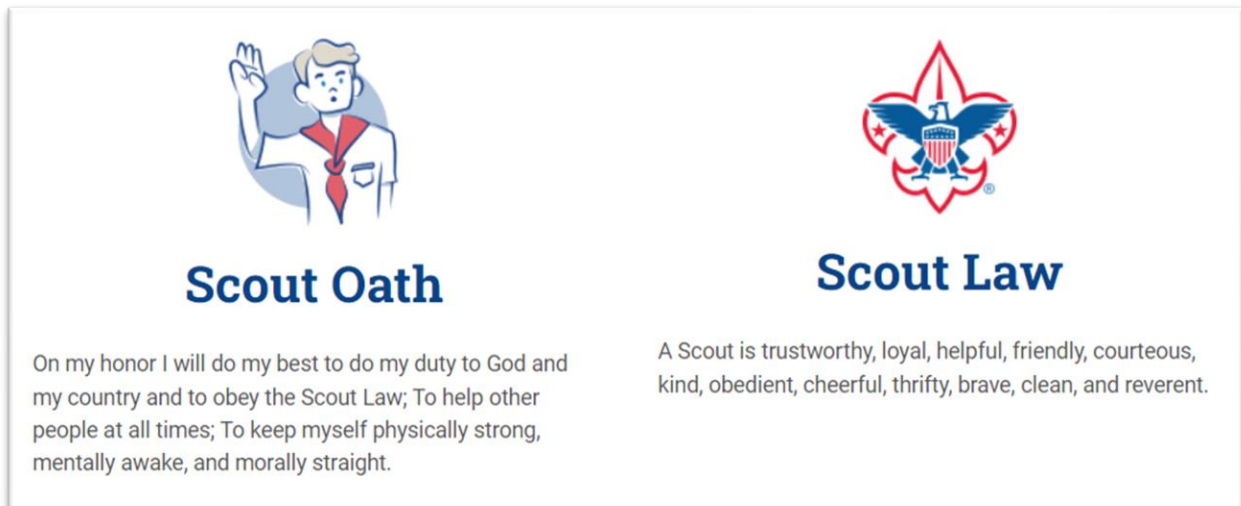 Scout Oath
On my honor I will do my best to do my duty to God and
my country and to obey the Scout Law; To help other
people at all times; To keep myself physically strong,
mentally awake, and morally straight.
®
Scout Law
A Scout is trustworthy, loyal, helpful, friendly, courteous,
kind, obedient, cheerful, thrifty, brave, clean, and reverent.